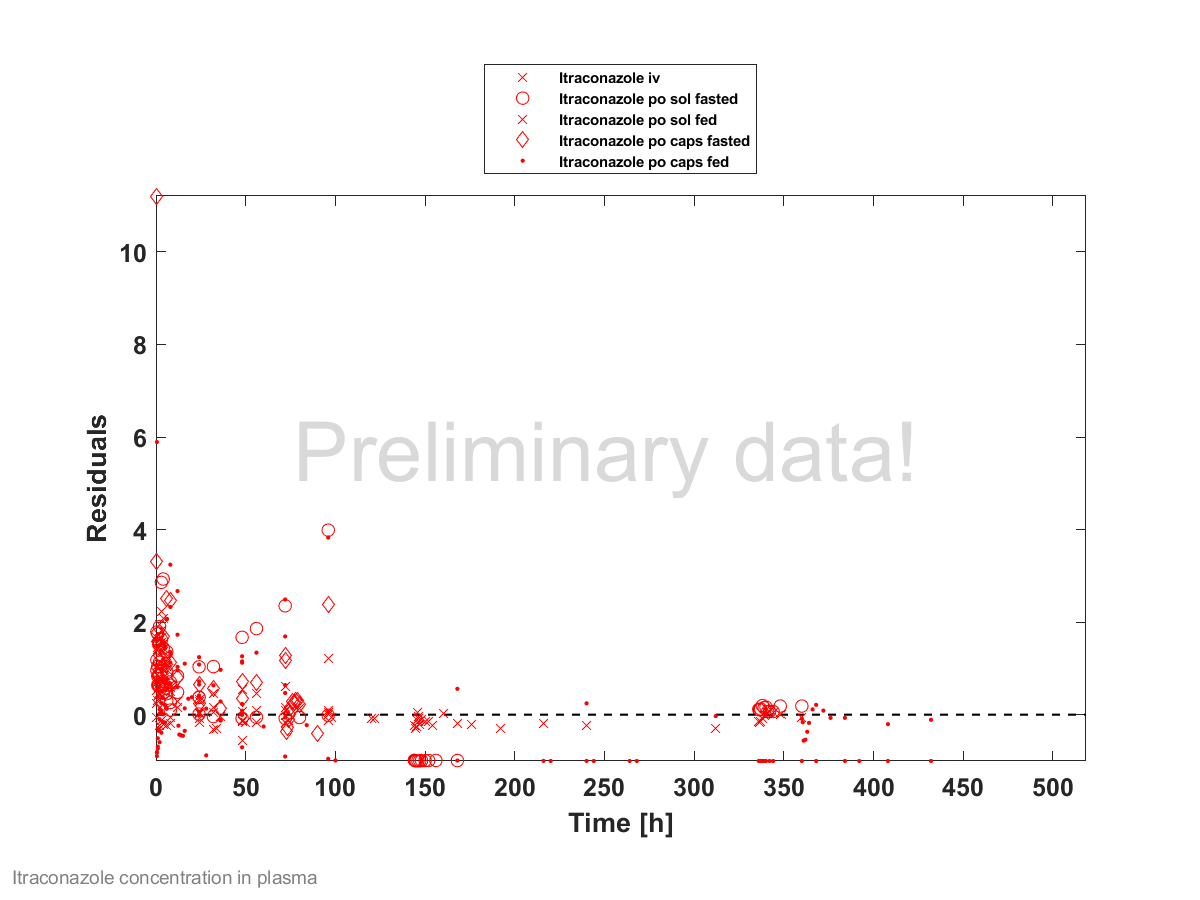 Itraconazole iv
Itraconazole po sol fasted
Itraconazole po sol fed
Itraconazole po caps fasted
Itraconazole po caps fed
10
8
6
4
2
0
Residuals
Preliminary data!
0 50 100 150 200 250 300 350 400 450 500
Time [h]
Itraconazole concentration in plasma